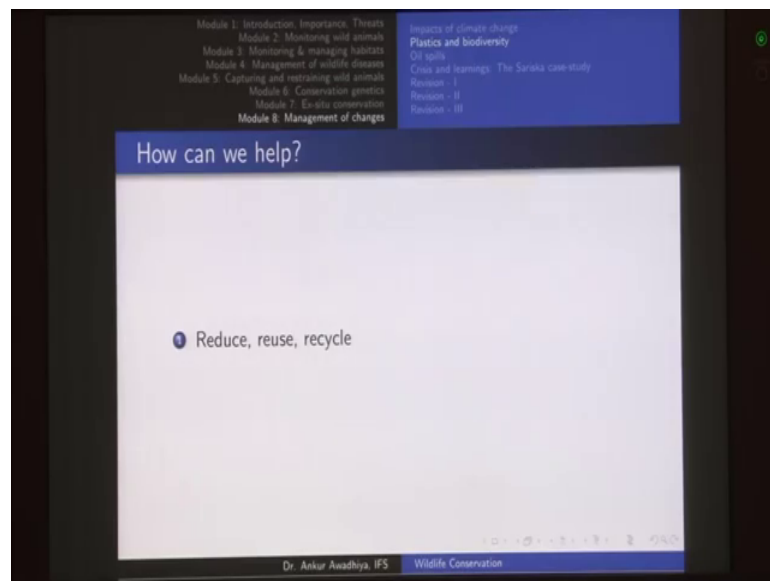 Module 1: Introduction, Importance, Threats
Module 2: Monitoring wild animals
Module 3: Monitoring & managing habitats
Module 4: Management of wildlife diseases
Module 5: Capturing and restraining wild animals
Module 6: Conservation genetics
Module 7: Ex-situ conservation
Module 8: Management of changes
Impacts of climate change
Plastics and biodiversity
Oil spills
Crisis and learnings: The Sariska case-study
Revision - I
Revision - II
Revision - III
How can we help?
1 Reduce, reuse, recycle
Dr. Ankur Awadhiya, IFS
Wildlife Conservation